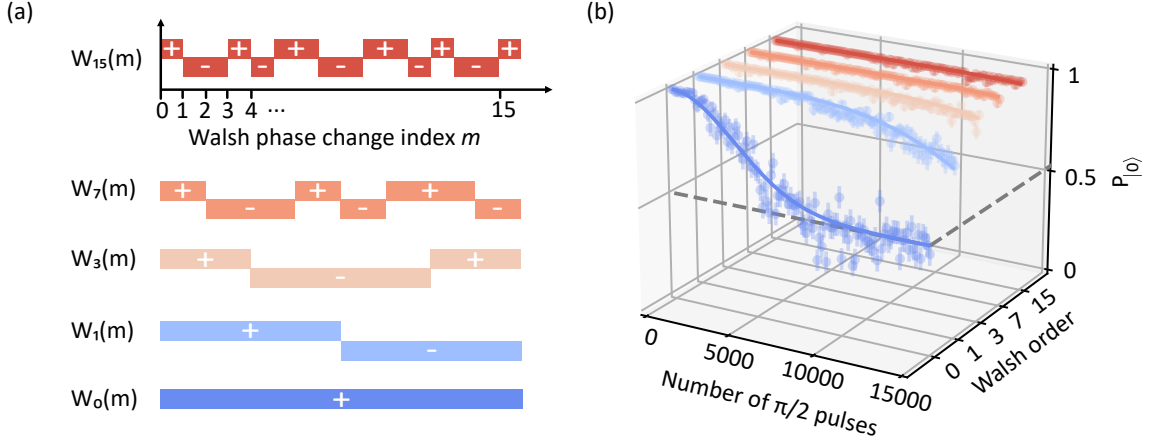 (a)
W₁₅(m)
+ - + - + - + - + - +
0 1 2 3 4 ... 15
Walsh phase change index m
W₇(m)
+ - + - + -
W₃(m)
+ - +
W₁(m)
+ -
W₀(m)
+
(b)
1
0.5
0
P|0⟩
0 5000 10000 15000
Number of π/2 pulses
0 1 3 7 15
Walsh order